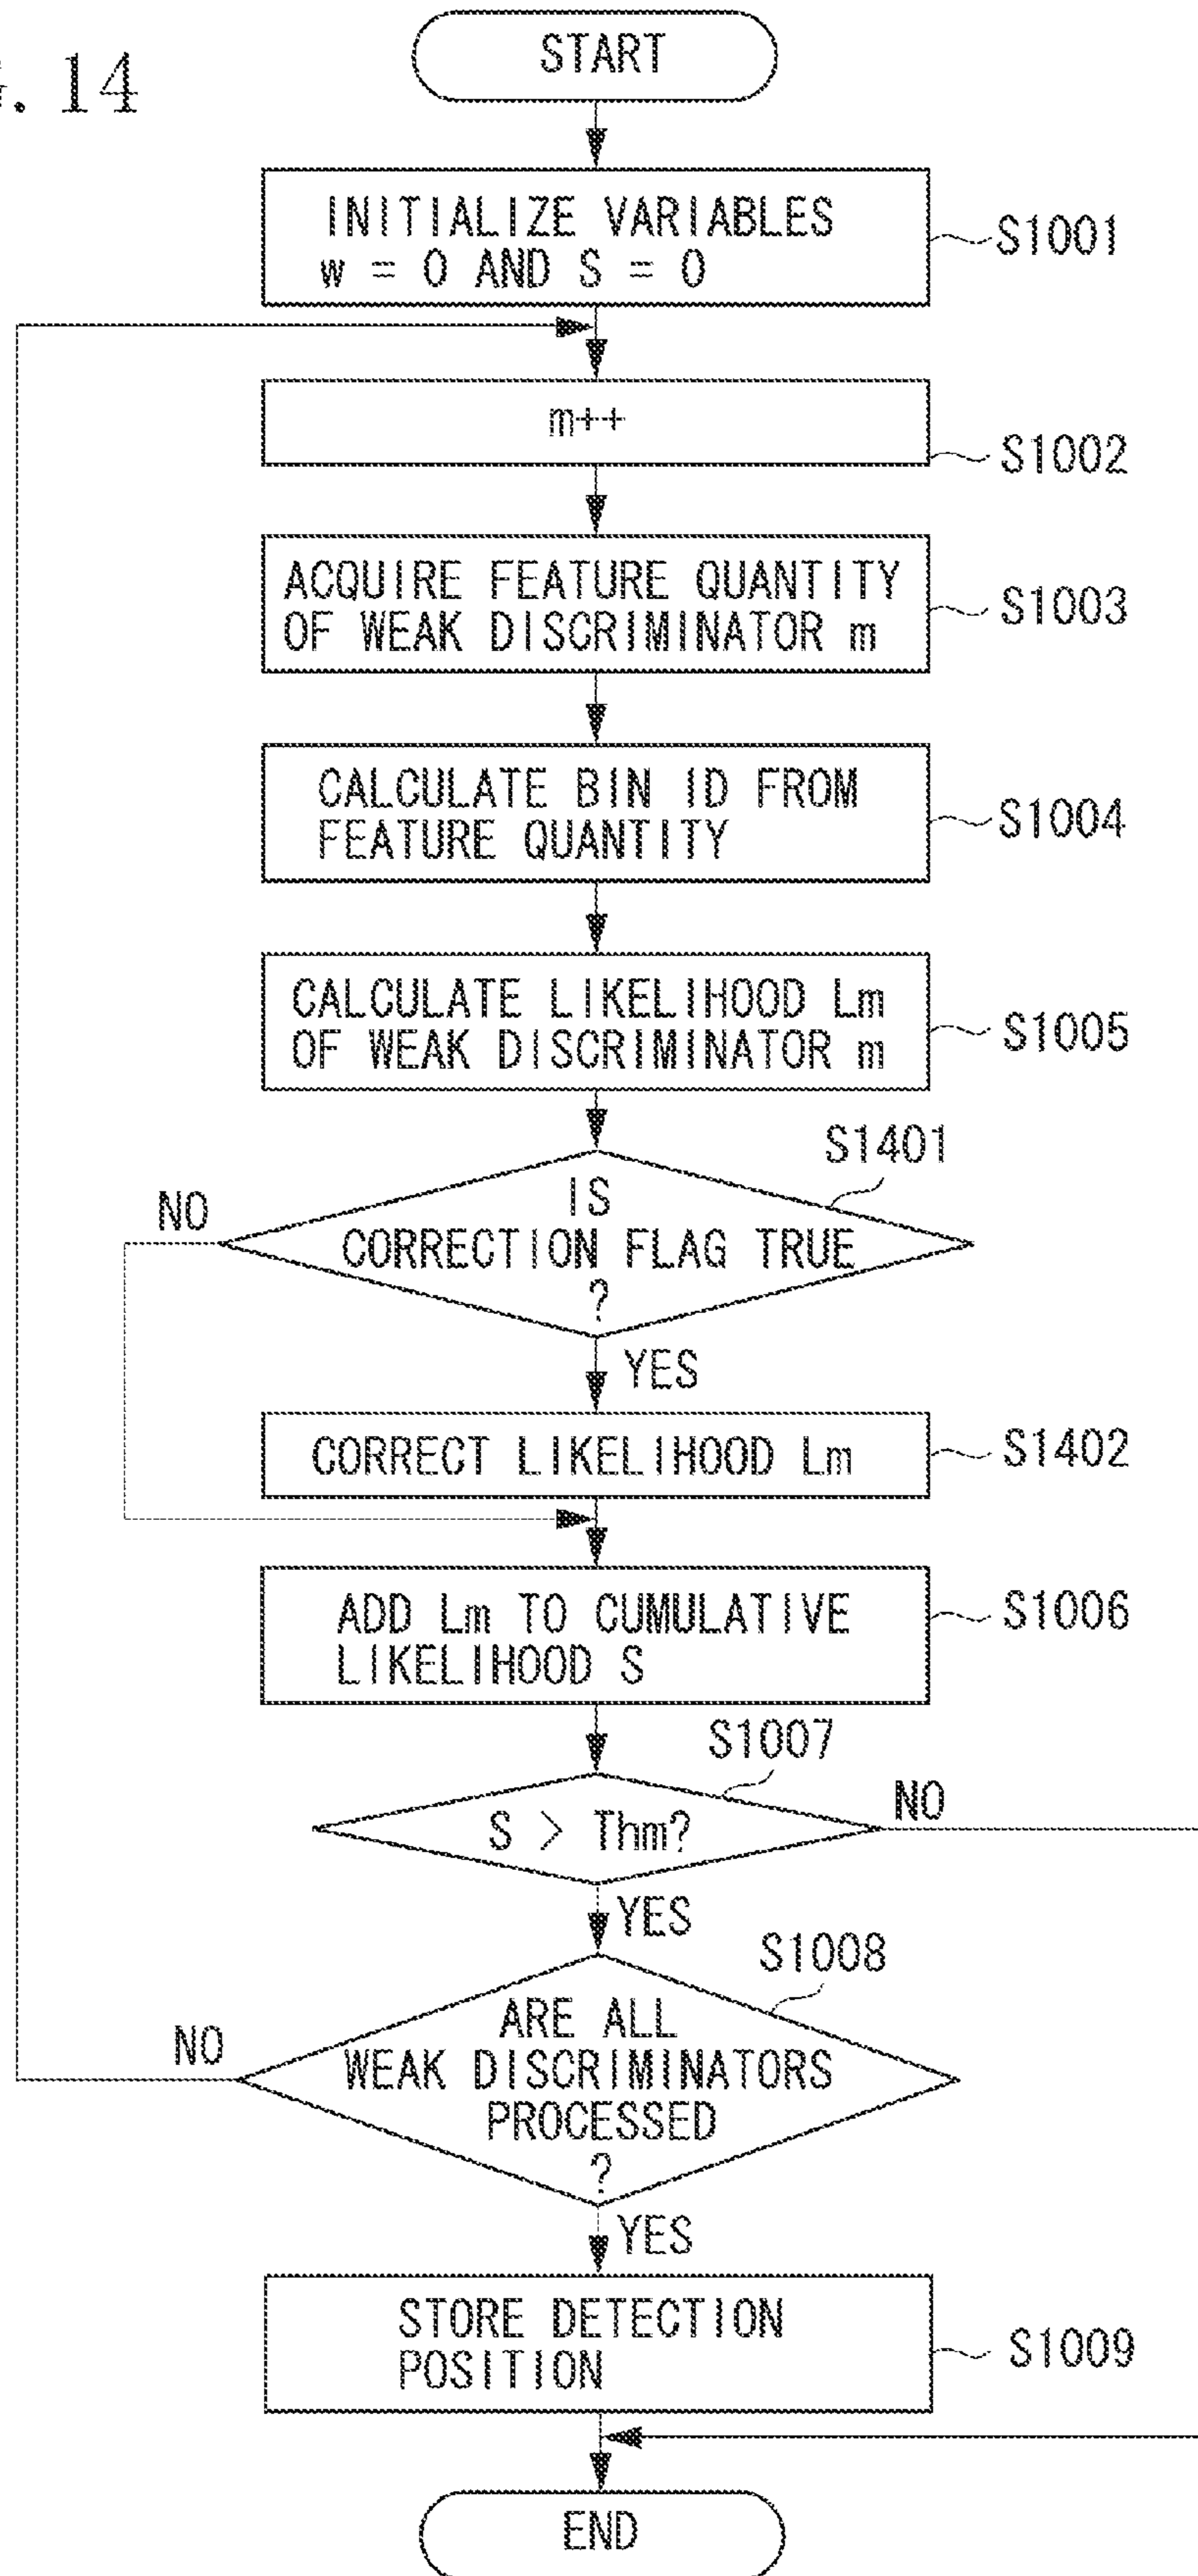 . 14
START
INITIALIZE VARIABLES
w = 0 AND S = 0
S1001
m++
S1002
ACQUIRE FEATURE QUANTITY
OF WEAK DISCRIMINATOR m
S1003
CALCULATE BIN ID FROM
FEATURE QUANTITY
S1004
CALCULATE LIKELIHOOD Lm
OF WEAK DISCRIMINATOR m
S1005
S1401
NO
IS
CORRECTION FLAG TRUE
?
YES
CORRECT LIKELIHOOD Lm
S1402
ADD Lm TO CUMULATIVE
LIKELIHOOD S
S1006
S1007
S > Thm?
NO
YES
S1008
NO
ARE ALL
WEAK DISCRIMINATORS
PROCESSED
?
YES
STORE DETECTION
POSITION
S1009
END